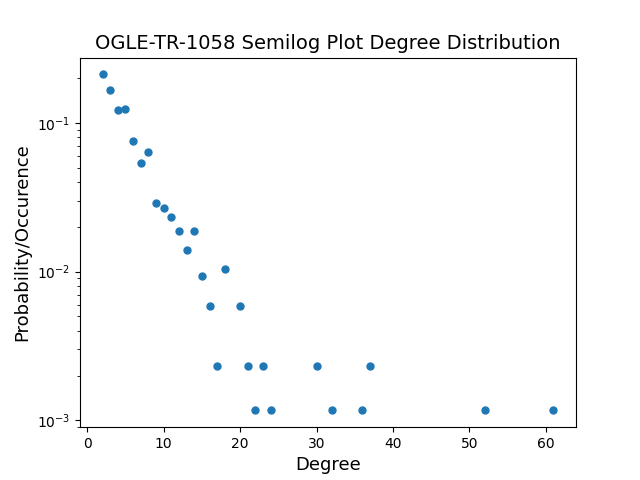 OGLE-TR-1058 Semilog Plot Degree Distribution
Probability/Occurence
10⁻¹
10⁻²
10⁻³
0 10 20 30 40 50 60
Degree